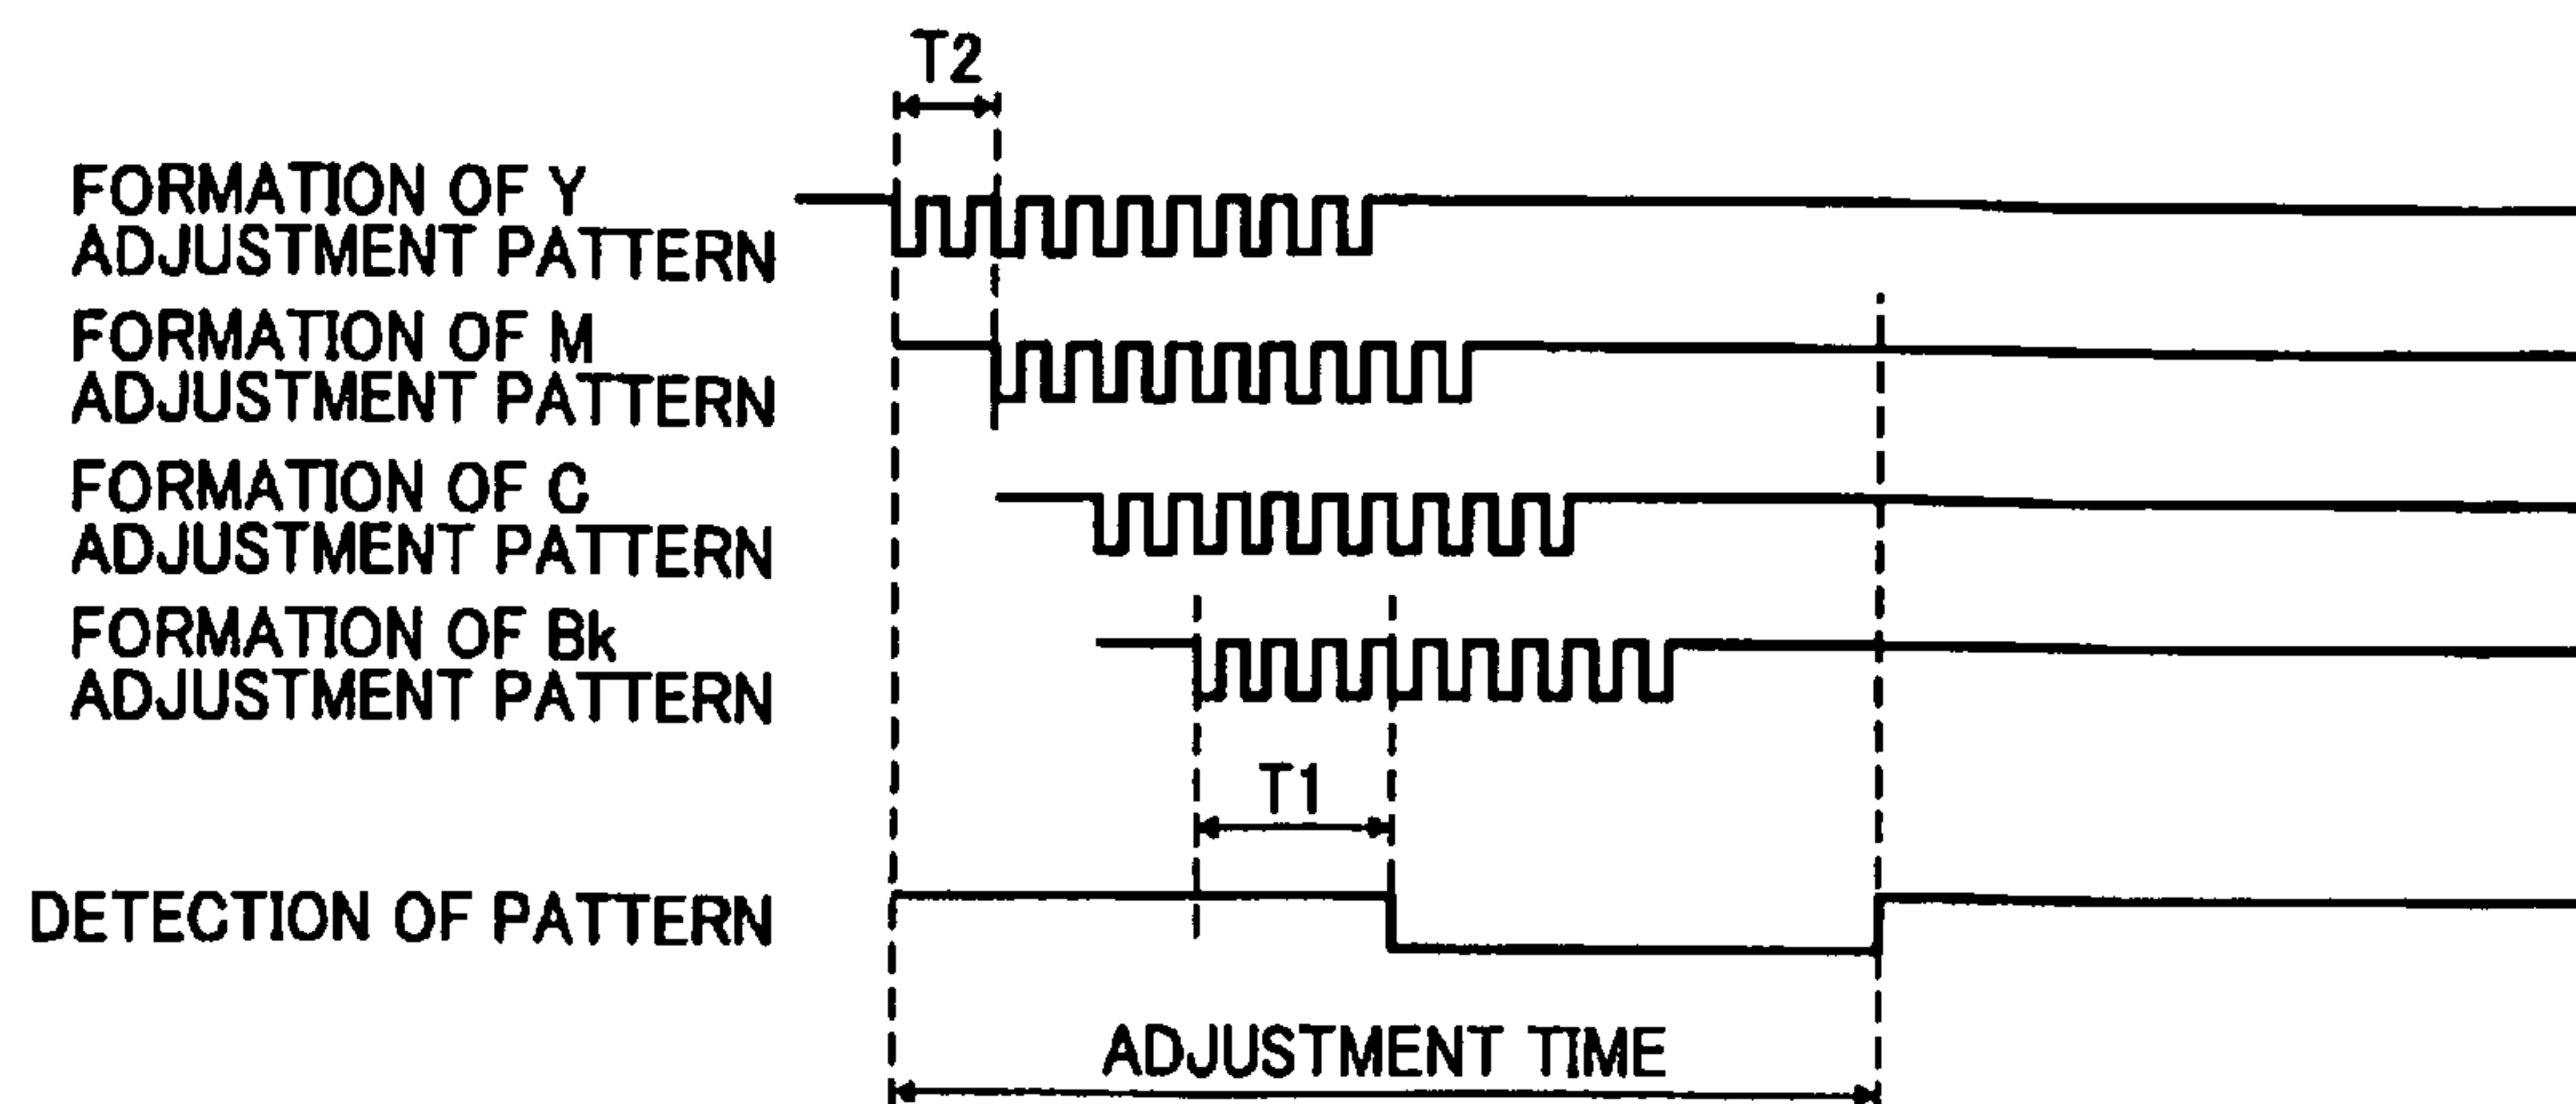 T2
FORMATION OF Y
ADJUSTMENT PATTERN
FORMATION OF M
ADJUSTMENT PATTERN
FORMATION OF C
ADJUSTMENT PATTERN
FORMATION OF Bk
ADJUSTMENT PATTERN
T1
DETECTION OF PATTERN
ADJUSTMENT TIME